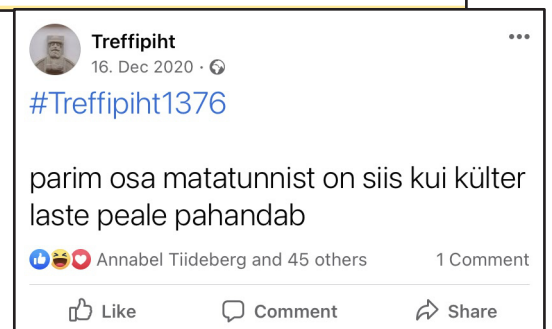 Treffipiht
16. Dec 2020 ·
#Treffipiht1376
parim osa matatunnist on siis kui külter
laste peale pahandab
Annabel Tiideberg and 45 others 1 Comment
Like Comment Share